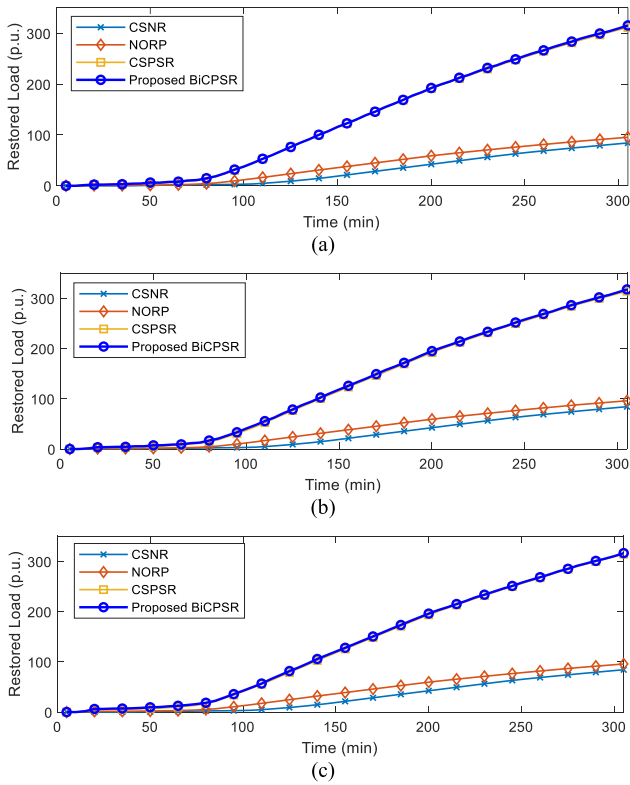 300
200
100
0
Restored Load (p.u.)
CSNR
NORP
CSPSR
Proposed BiCPSR
0
50
100
150
200
250
300
Time (min)
(a)
300
200
100
0
Restored Load (p.u.)
CSNR
NORP
CSPSR
Proposed BiCPSR
0
50
100
150
200
250
300
Time (min)
(b)
300
200
100
0
Restored Load (p.u.)
CSNR
NORP
CSPSR
Proposed BiCPSR
0
50
100
150
200
250
300
Time (min)
(c)